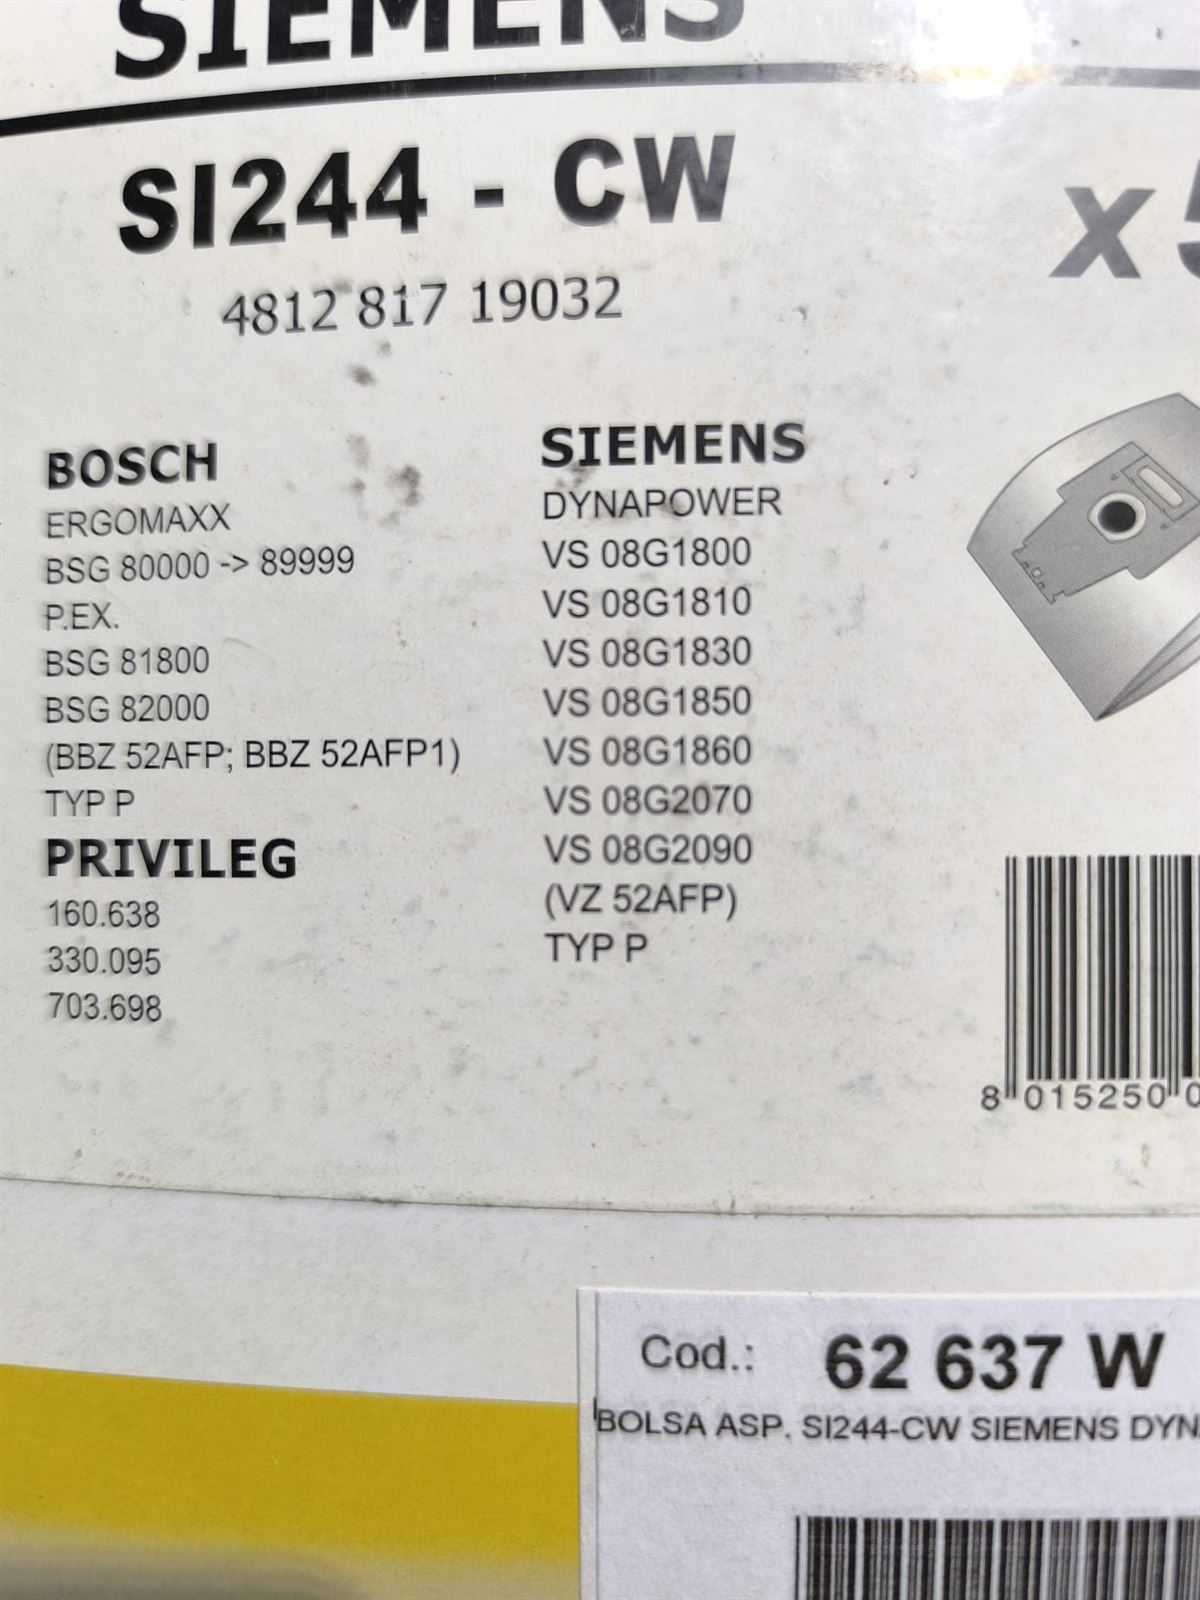 SIEMENS
SI244 - CW
x 5
4812 817 19032
BOSCH
ERGOMAXX
BSG 80000 -> 89999
P.EX.
BSG 81800
BSG 82000
(BBZ 52AFP; BBZ 52AFP1)
TYP P
PRIVILEG
160.638
330.095
703.698
SIEMENS
DYNAPOWER
VS 08G1800
VS 08G1810
VS 08G1830
VS 08G1850
VS 08G1860
VS 08G2070
VS 08G2090
(VZ 52AFP)
TYP P
8 015250 0
Cod.: 62 637 W
BOLSA ASP. SI244-CW SIEMENS DYN